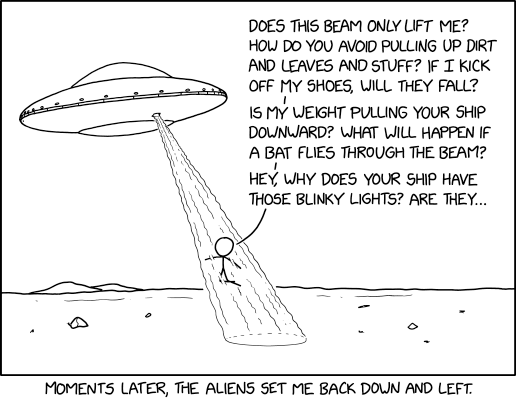 DOES THIS BEAM ONLY LIFT ME?
HOW DO YOU AVOID PULLING UP DIRT
AND LEAVES AND STUFF? IF I KICK
OFF MY SHOES, WILL THEY FALL?
IS MY WEIGHT PULLING YOUR SHIP
DOWNWARD? WHAT WILL HAPPEN IF
A BAT FLIES THROUGH THE BEAM?
HEY, WHY DOES YOUR SHIP HAVE
THOSE BLINKY LIGHTS? ARE THEY...
MOMENTS LATER, THE ALIENS SET ME BACK DOWN AND LEFT.